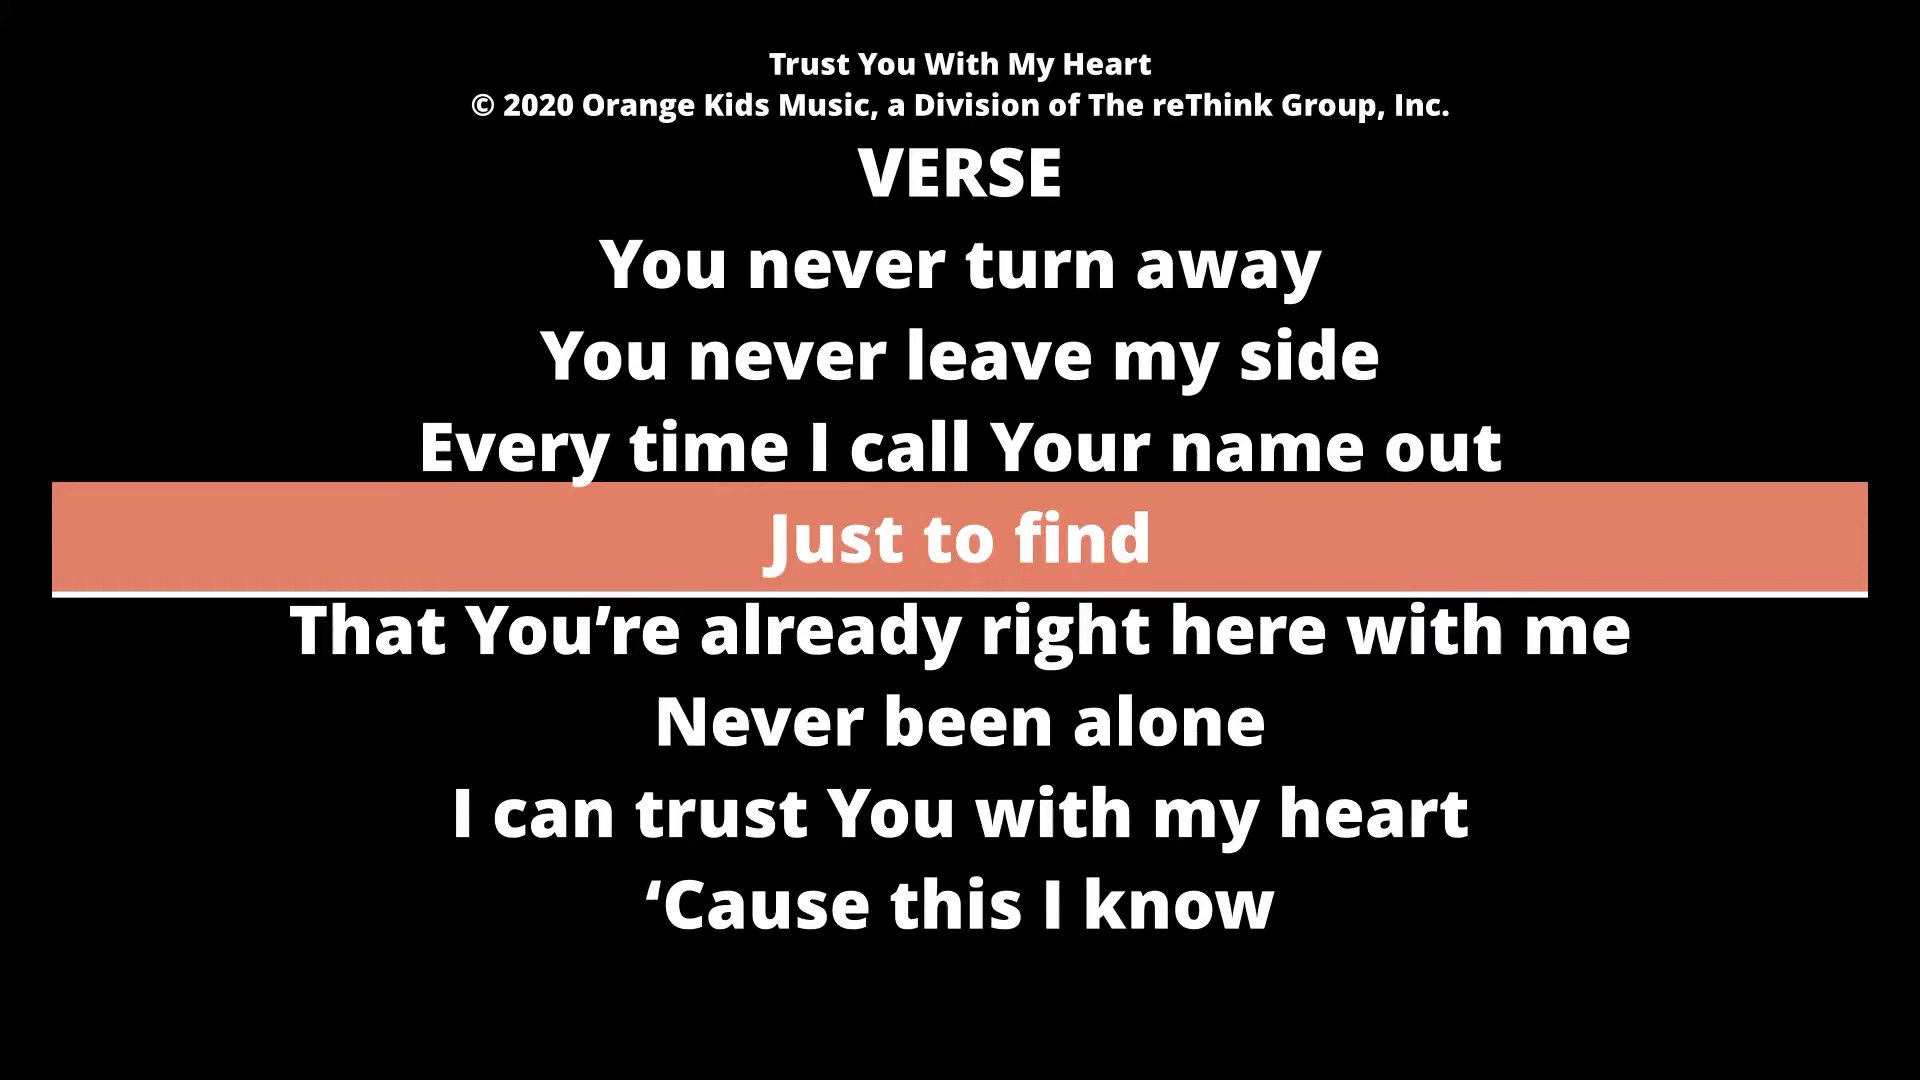 Trust You With My Heart
© 2020 Orange Kids Music, a Division of The reThink Group, Inc.
VERSE
You never turn away
You never leave my side
Every time I call Your name out
Just to find
That You’re already right here with me
Never been alone
I can trust You with my heart
‘Cause this I know